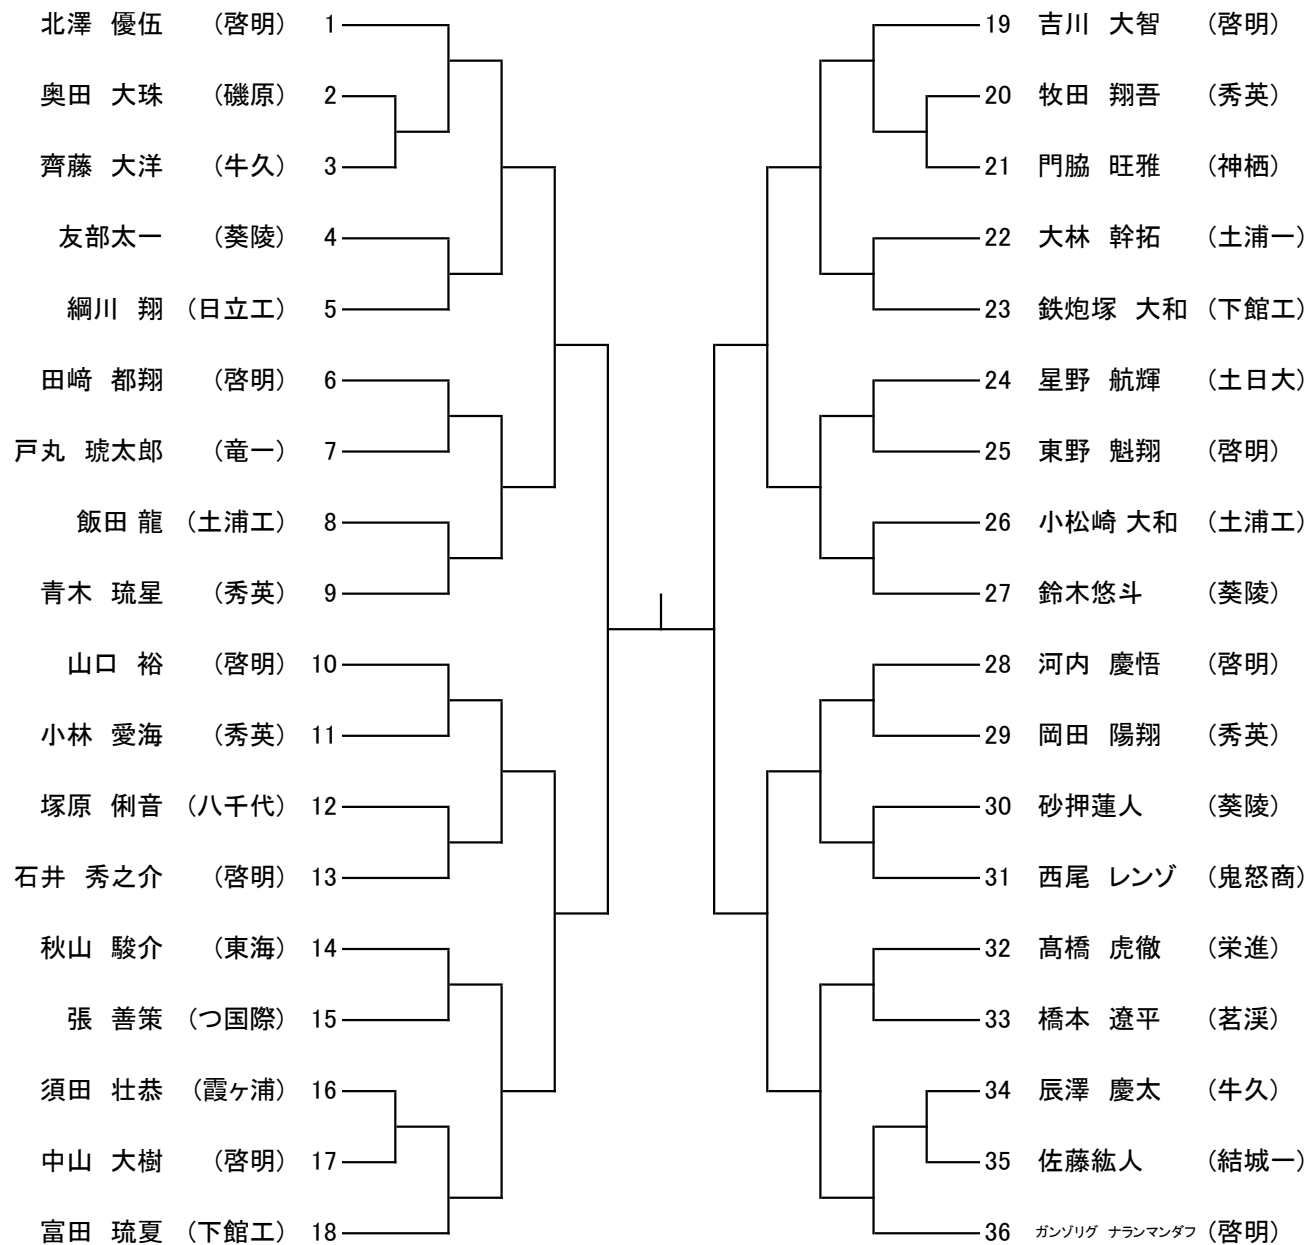 北澤 優伍 （啓明） 1
奥田 大珠 （磯原） 2
齊藤 大洋 （牛久） 3
友部太一 （葵陵） 4
綱川 翔 （日立工） 5
田﨑 都翔 （啓明） 6
戸丸 琥太郎 （竜一） 7
飯田 龍 （土浦工） 8
青木 琉星 （秀英） 9
山口 裕 （啓明） 10
小林 愛海 （秀英） 11
塚原 俐音 （八千代） 12
石井 秀之介 （啓明） 13
秋山 駿介 （東海） 14
張 善策 （つ国際） 15
須田 壮恭 （霞ヶ浦） 16
中山 大樹 （啓明） 17
富田 琉夏 （下館工） 18
19 吉川 大智 （啓明）
20 牧田 翔吾 （秀英）
21 門脇 旺雅 （神栖）
22 大林 幹拓 （土浦一）
23 鉄炮塚 大和 （下館工）
24 星野 航輝 （土日大）
25 東野 魁翔 （啓明）
26 小松崎 大和 （土浦工）
27 鈴木悠斗 （葵陵）
28 河内 慶悟 （啓明）
29 岡田 陽翔 （秀英）
30 砂押蓮人 （葵陵）
31 西尾 レンゾ （鬼怒商）
32 髙橋 虎徹 （栄進）
33 橋本 遼平 （茗渓）
34 辰澤 慶太 （牛久）
35 佐藤紘人 （結城一）
36 ガンゾリグ ナランマンダフ （啓明）